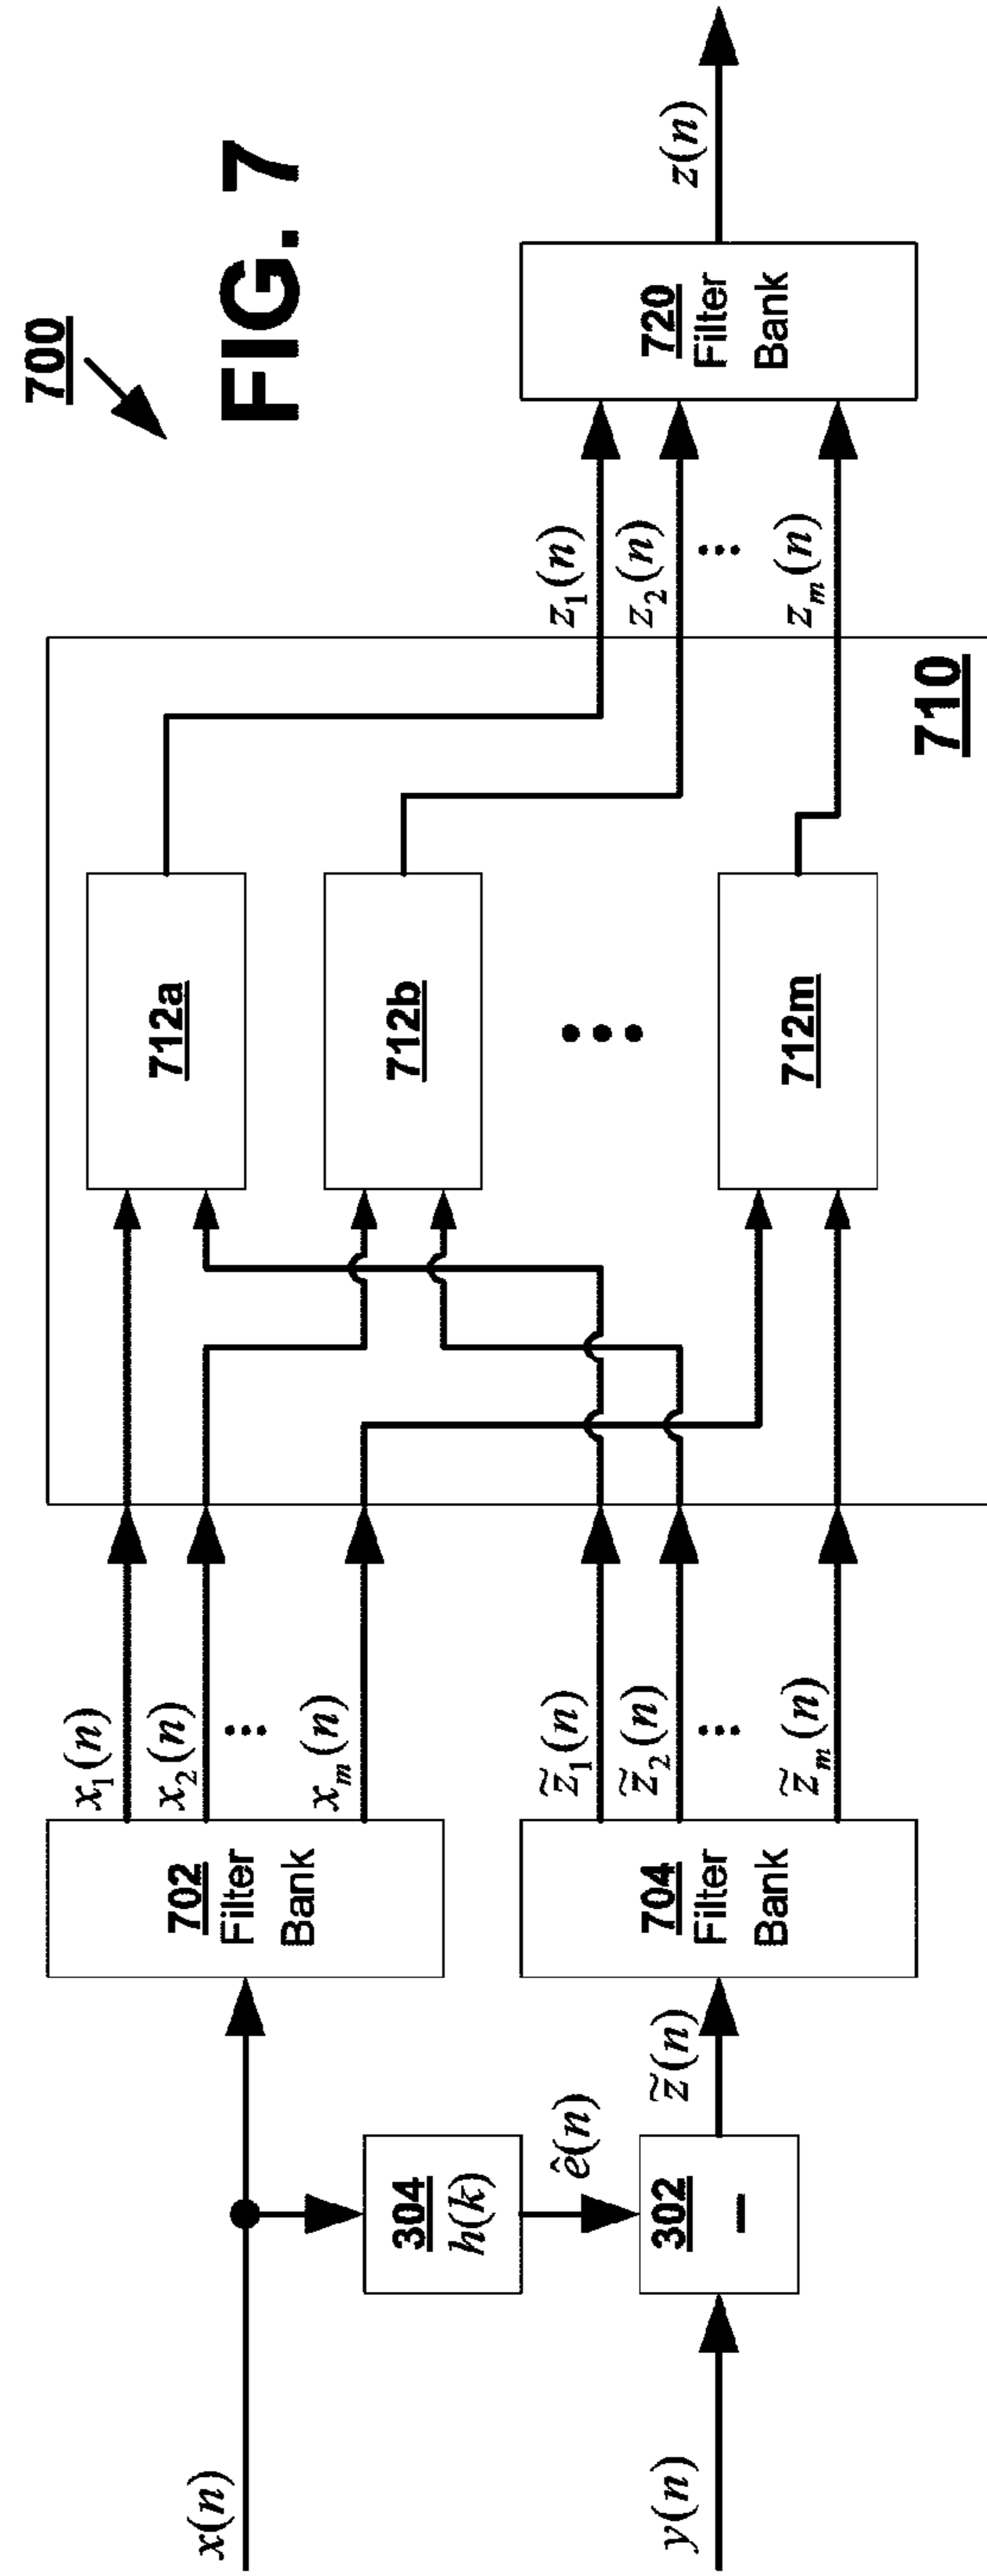 700
FIG. 7
x(n)
y(n)
304
h(k)
ê(n)
302
–
z̃(n)
702
Filter
Bank
704
Filter
Bank
x₁(n)
x₂(n)
⋮
xₘ(n)
z̃₁(n)
z̃₂(n)
⋮
z̃ₘ(n)
712a
712b
⋮
712m
710
z₁(n)
z₂(n)
⋮
zₘ(n)
720
Filter
Bank
z(n)